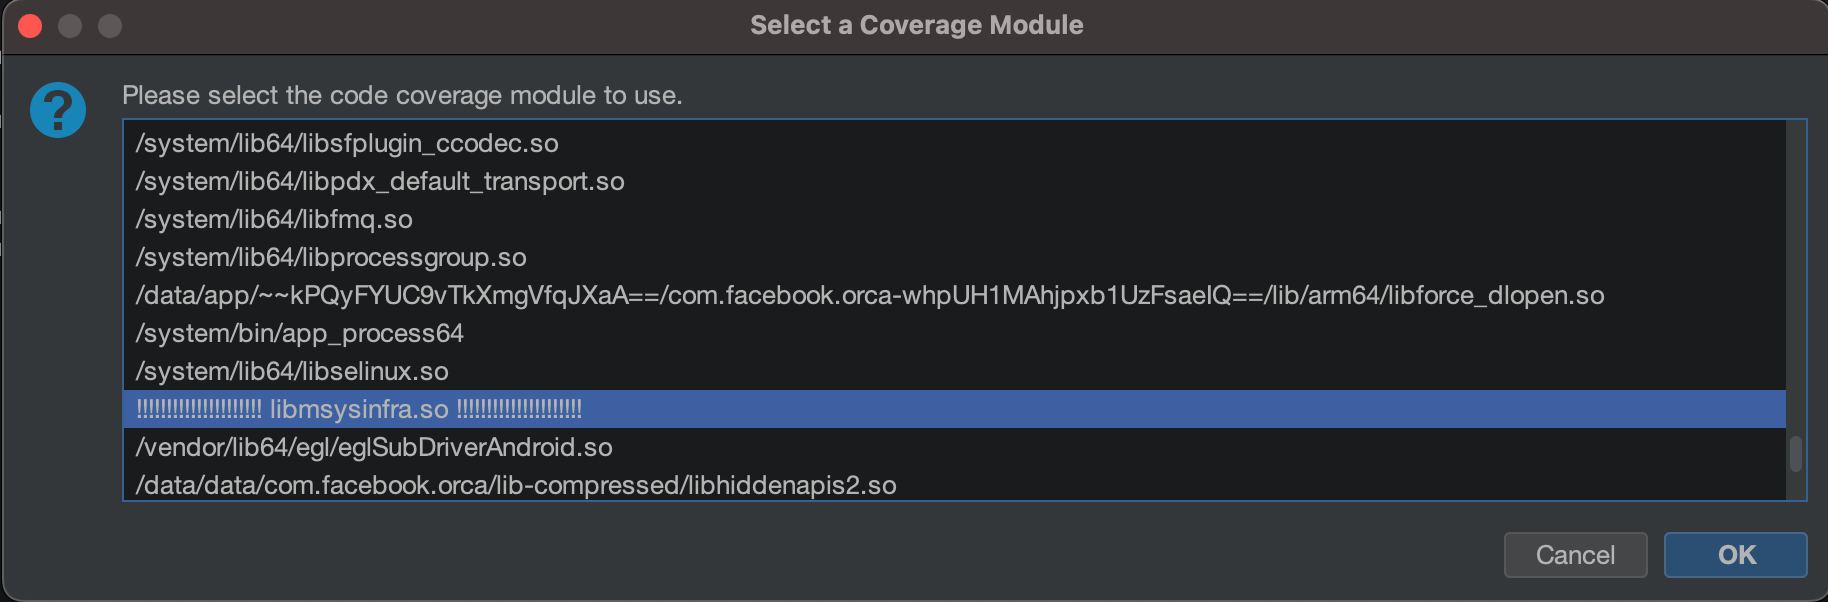 Select a Coverage Module
Please select the code coverage module to use.
/system/lib64/libsfplugin_ccodec.so
/system/lib64/libpdx_default_transport.so
/system/lib64/libfmq.so
/system/lib64/libprocessgroup.so
/data/app/~~kPQyFYUC9vTkXmgVfqJXaA==/com.facebook.orca-whpUH1MAhjpxb1UzFsaelQ==/lib/arm64/libforce_dlopen.so
/system/bin/app_process64
/system/lib64/libselinux.so
!!!!!!!!!!!!!!!!!!!!! libmsysinfra.so !!!!!!!!!!!!!!!!!!!!!
/vendor/lib64/egl/eglSubDriverAndroid.so
/data/data/com.facebook.orca/lib-compressed/libhiddenapis2.so
Cancel
OK